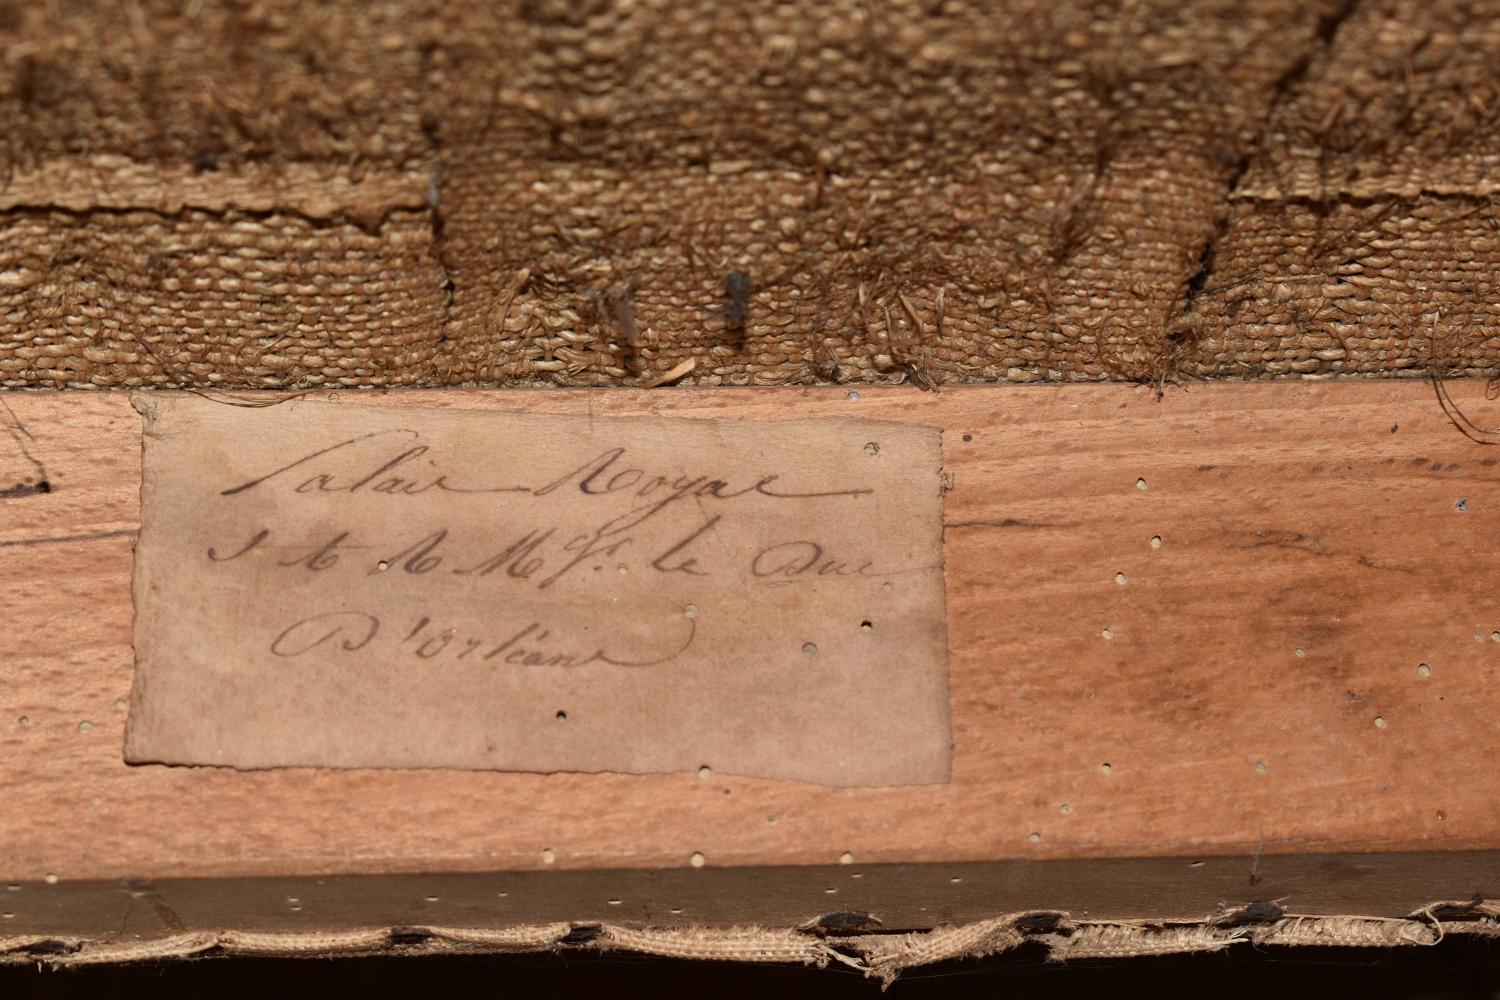 Palais Royal
S A R Mgr. le Duc
D'Orléans